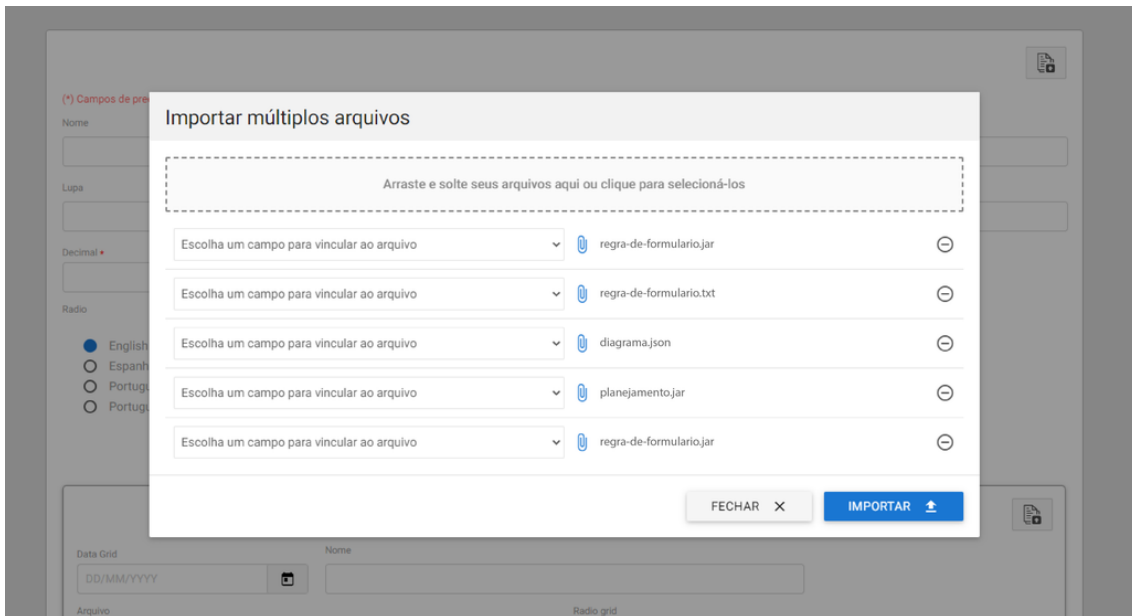 (*) Campos de pre
Nome
Importar múltiplos arquivos
Lupa
Arraste e solte seus arquivos aqui ou clique para selecioná-los
Decimal •
Escolha um campo para vincular ao arquivo regra-de-formulario.jar
Escolha um campo para vincular ao arquivo regra-de-formulario.txt
Radio
English
Escolha um campo para vincular ao arquivo diagrama.json
Espanh
Portugu
Escolha um campo para vincular ao arquivo planejamento.jar
Portugu
Escolha um campo para vincular ao arquivo regra-de-formulario.jar
FECHAR
IMPORTAR
Data Grid
Nome
DD/MM/YYYY
Arquivo
Radio grid